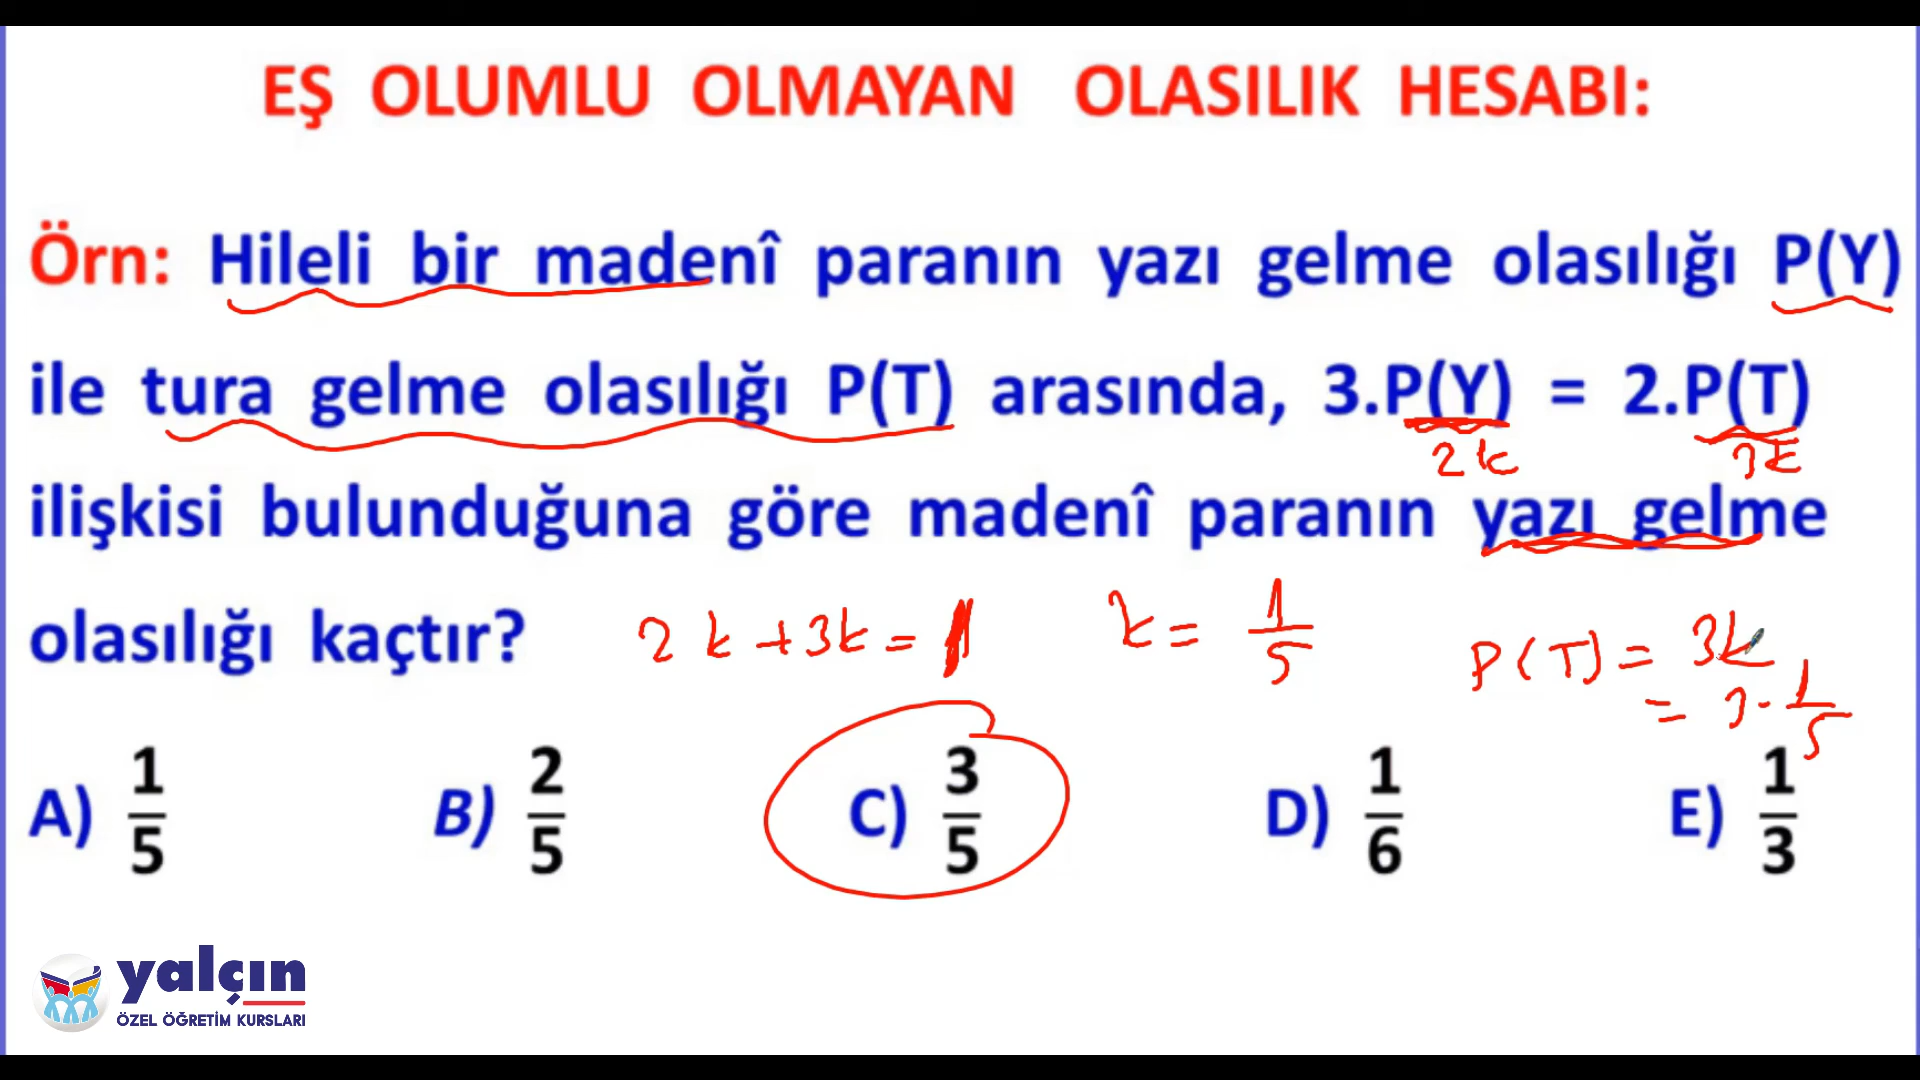 EŞ OLUMLU OLMAYAN OLASILIK HESABI:
Örn: Hileli bir madenî paranın yazı gelme olasılığı P(Y)
ile tura gelme olasılığı P(T) arasında, 3.P(Y) = 2.P(T)
2k 3k
ilişkisi bulunduğuna göre madenî paranın yazı gelme
olasılığı kaçtır? 2k+3k=1 k=1/5 P(T)=3k
=3·1/5
A) 1/5 B) 2/5 C) 3/5 D) 1/6 E) 1/3
yalçın
ÖZEL ÖĞRETİM KURSLARI